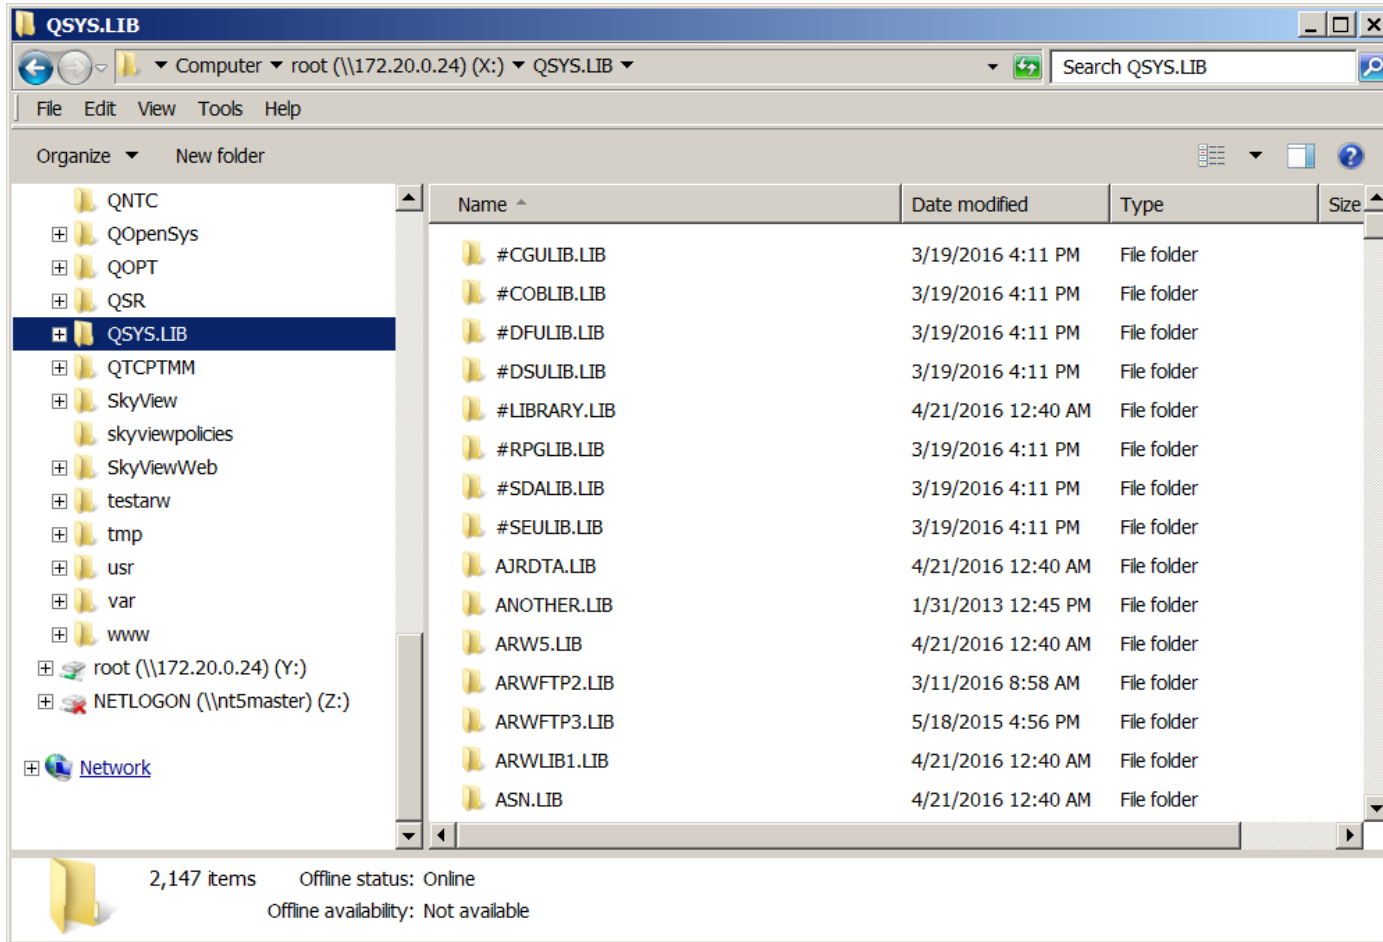 QSYS.LIB
Computer root (\\172.20.0.24) (X:) QSYS.LIB Search QSYS.LIB
File Edit View Tools Help
Organize New folder
QNTC
QOpenSys
QOPT
QSR
QSYS.LIB
QTCPTMM
SkyView
skyviewpolicies
SkyViewWeb
testarw
tmp
usr
var
www
root (\\172.20.0.24) (Y:)
NETLOGON (\\nt5master) (Z:)
Network
Name Date modified Type Size
#CGULIB.LIB 3/19/2016 4:11 PM File folder
#COBLIB.LIB 3/19/2016 4:11 PM File folder
#DFULIB.LIB 3/19/2016 4:11 PM File folder
#DSULIB.LIB 3/19/2016 4:11 PM File folder
#LIBRARY.LIB 4/21/2016 12:40 AM File folder
#RPGLIB.LIB 3/19/2016 4:11 PM File folder
#SDALIB.LIB 3/19/2016 4:11 PM File folder
#SEULIB.LIB 3/19/2016 4:11 PM File folder
AJRDTA.LIB 4/21/2016 12:40 AM File folder
ANOTHER.LIB 1/31/2013 12:45 PM File folder
ARW5.LIB 4/21/2016 12:40 AM File folder
ARWFTP2.LIB 3/11/2016 8:58 AM File folder
ARWFTP3.LIB 5/18/2015 4:56 PM File folder
ARWLIB1.LIB 4/21/2016 12:40 AM File folder
ASN.LIB 4/21/2016 12:40 AM File folder
2,147 items Offline status: Online
Offline availability: Not available